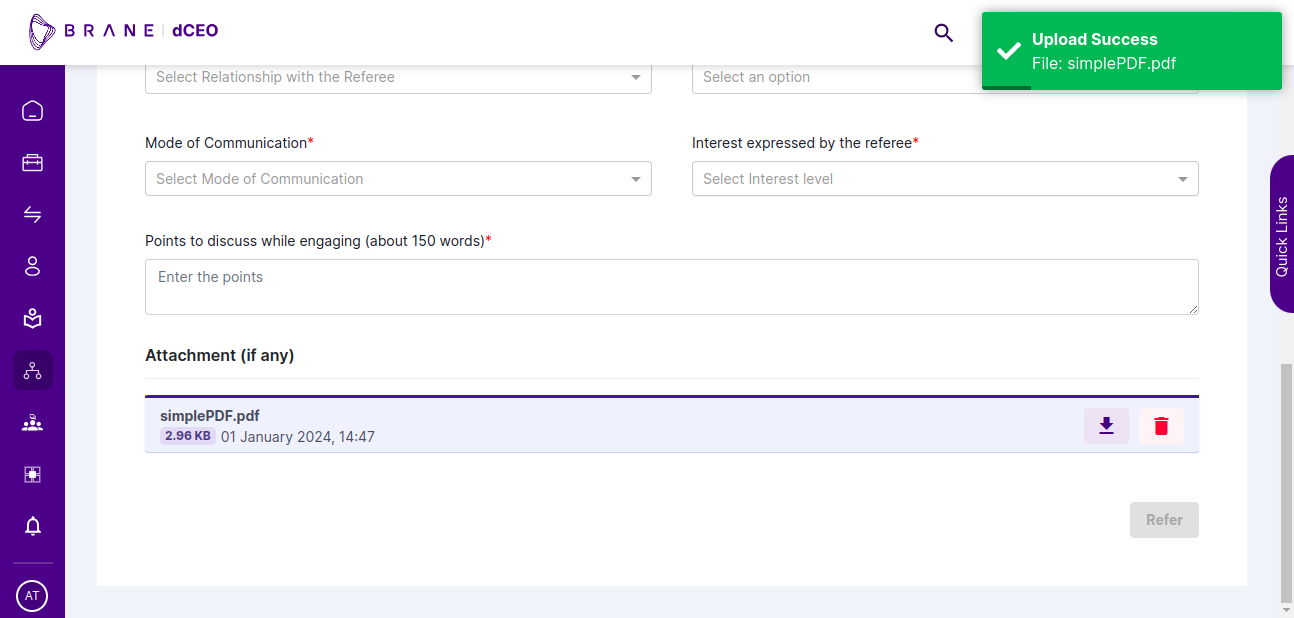 BRANE dCEO
Upload Success
File: simplePDF.pdf
Select Relationship with the Referee
Select an option
Mode of Communication*
Interest expressed by the referee*
Select Mode of Communication
Select Interest level
Quick Links
Points to discuss while engaging (about 150 words)*
Enter the points
Attachment (if any)
simplePDF.pdf
2.96 KB 01 January 2024, 14:47
Refer
AT